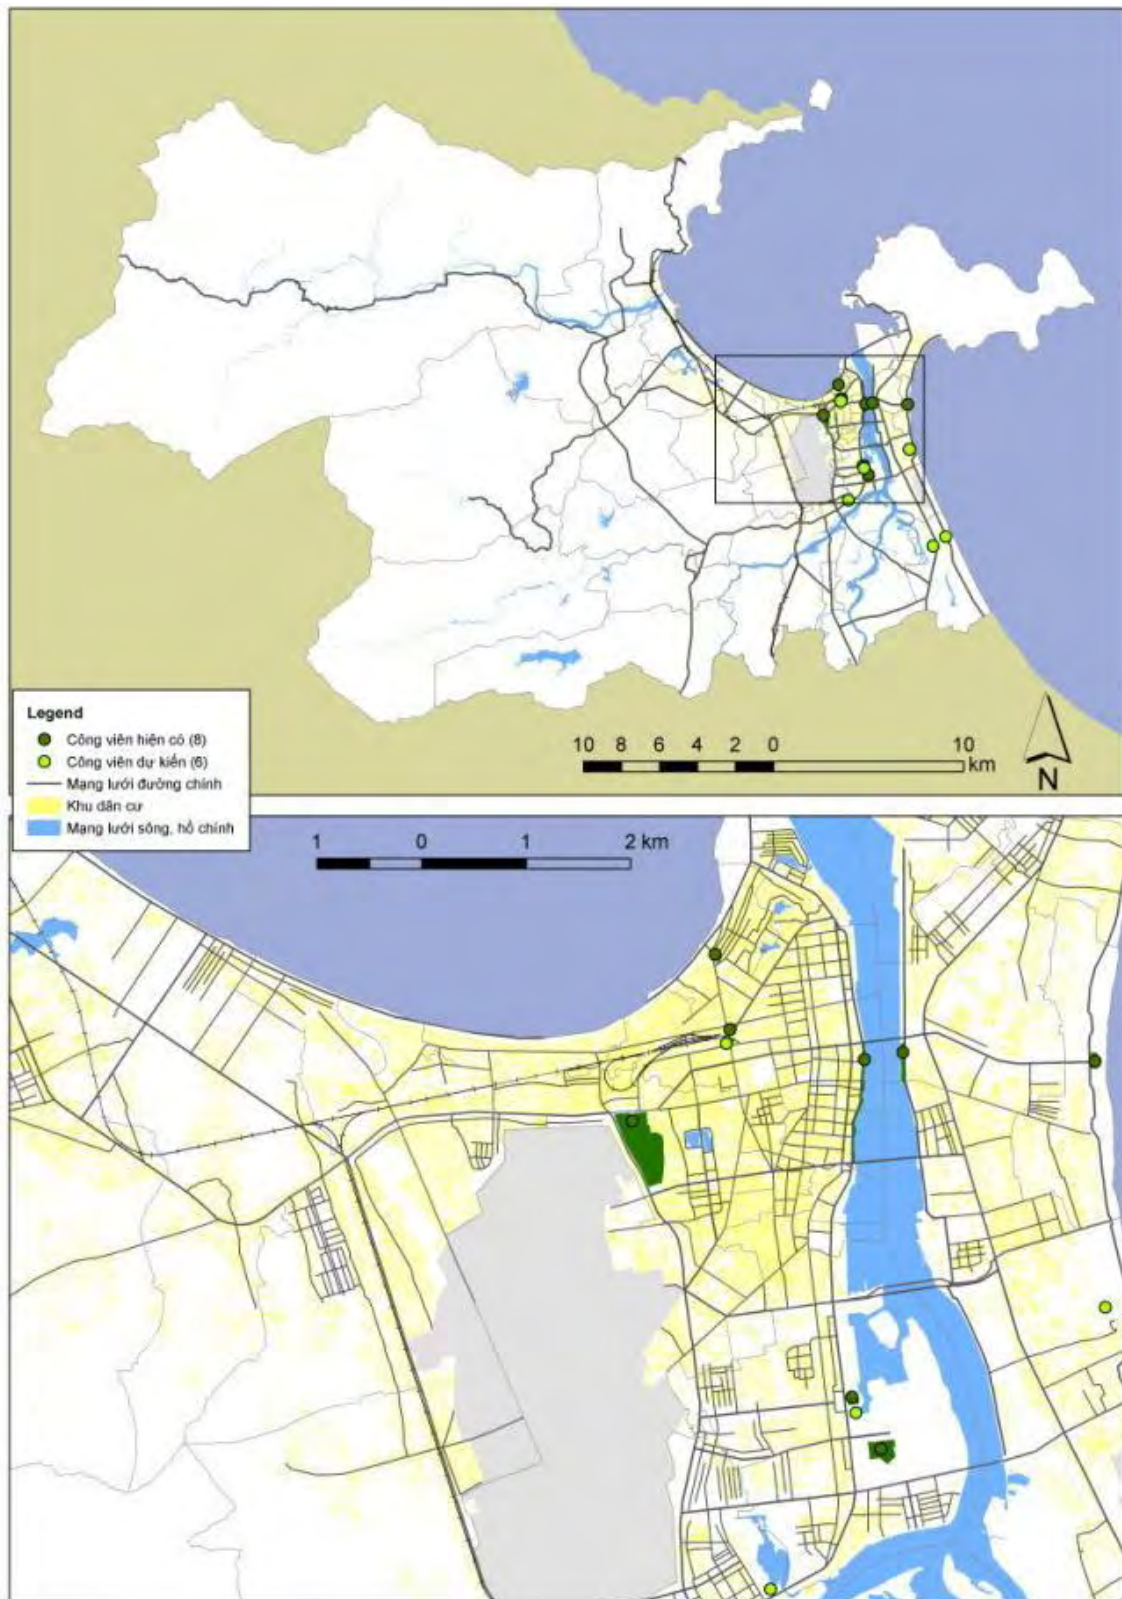 Legend
Công viên hiện có (8)
Công viên dự kiến (6)
Mạng lưới đường chính
Khu dân cư
Mạng lưới sông, hồ chính
10 8 6 4 2 0 10
km
N
1 0 1 2 km